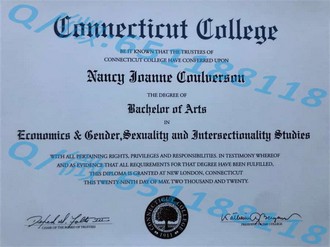 Connecticut College
BE IT KNOWN THAT THE TRUSTEES OF
CONNECTICUT COLLEGE HAVE CONFERRED UPON
Nancy Joanne Coulverson
THE DEGREE OF
Bachelor of Arts
IN
Economics & Gender,Sexuality and Intersectionality Studies
WITH ALL PERTAINING RIGHTS, PRIVILEGES AND RESPONSIBILITIES. IN TESTIMONY WHEREOF
AND AS EVIDENCE THAT ALL REQUIREMENTS FOR THAT DEGREE HAVE BEEN FULFILLED,
THIS DIPLOMA IS GRANTED AT NEW LONDON, CONNECTICUT
THIS TWENTY NINTH DAY OF MAY, TWO THOUSAND AND TWENTY.
CONNECTICUT COLLEGE
1911